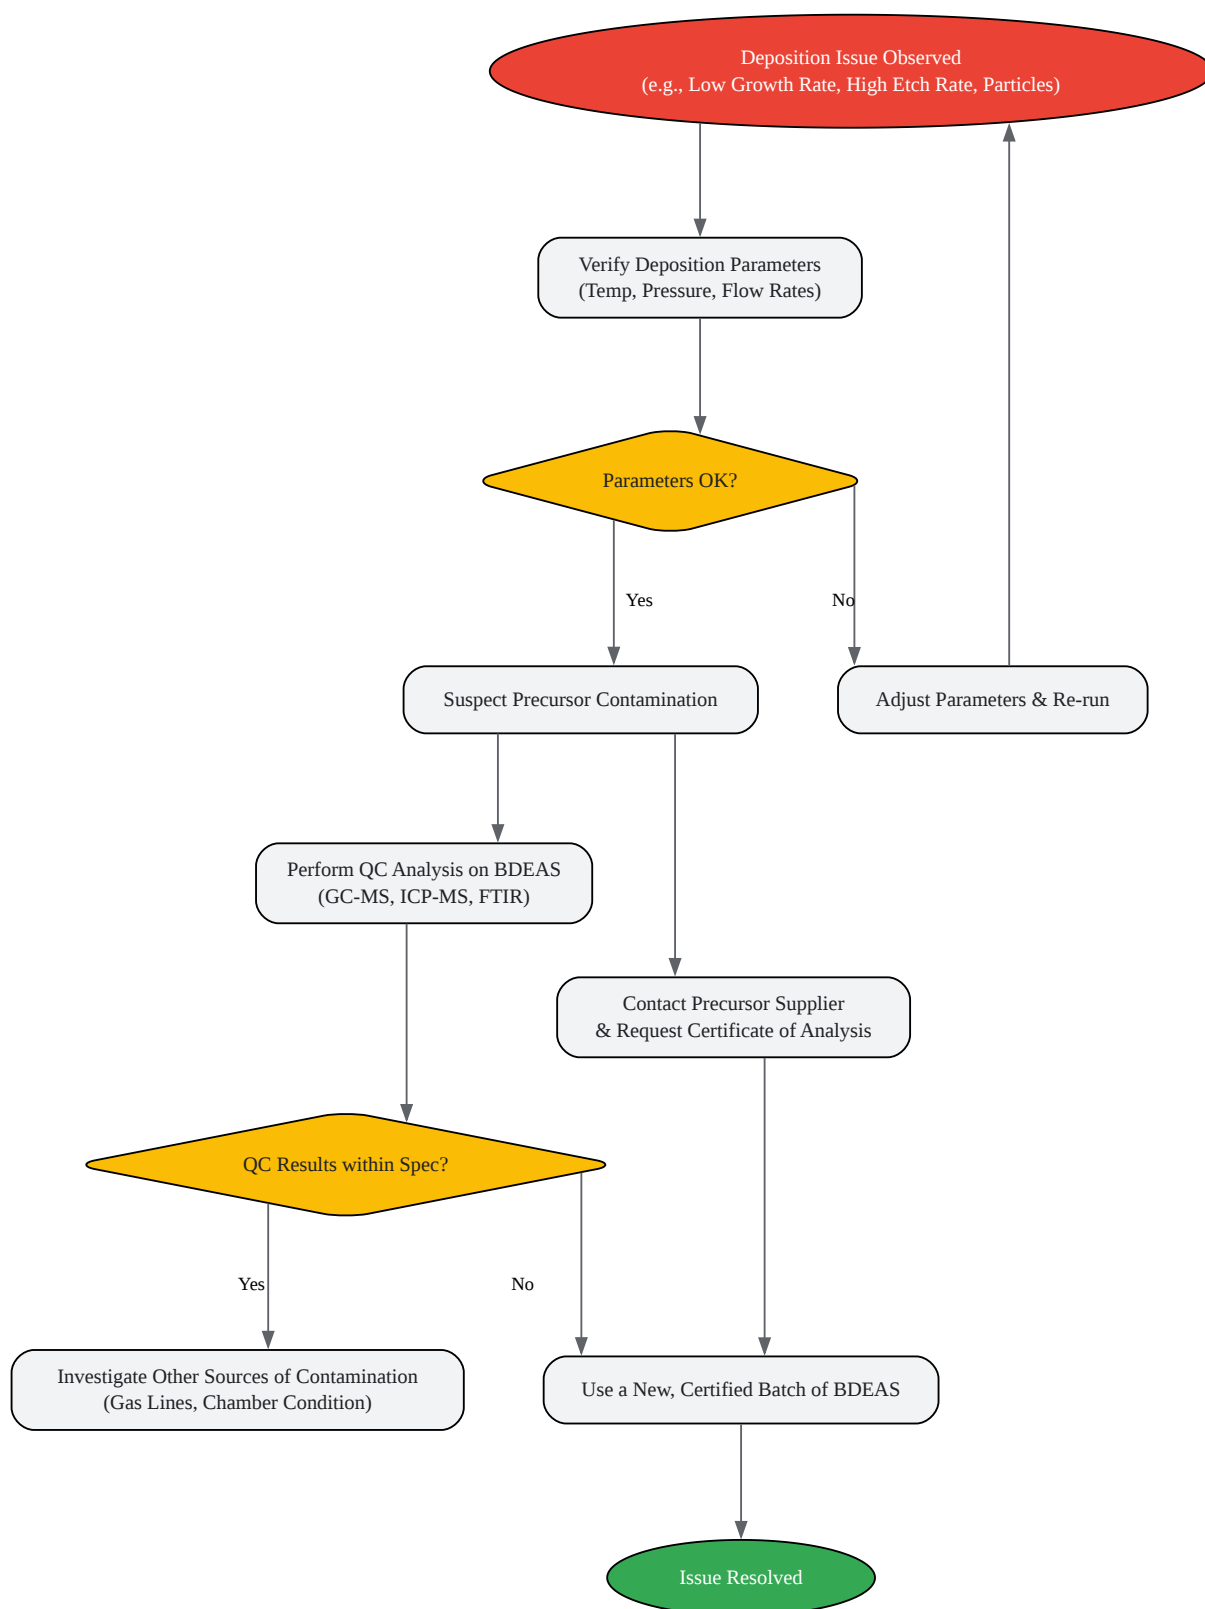 Deposition Issue Observed
(e.g., Low Growth Rate, High Etch Rate, Particles)
Verify Deposition Parameters
(Temp, Pressure, Flow Rates)
Parameters OK?
Yes
No
Suspect Precursor Contamination
Adjust Parameters & Re-run
Perform QC Analysis on BDEAS
(GC-MS, ICP-MS, FTIR)
Contact Precursor Supplier
& Request Certificate of Analysis
QC Results within Spec?
Yes
No
Investigate Other Sources of Contamination
(Gas Lines, Chamber Condition)
Use a New, Certified Batch of BDEAS
Issue Resolved